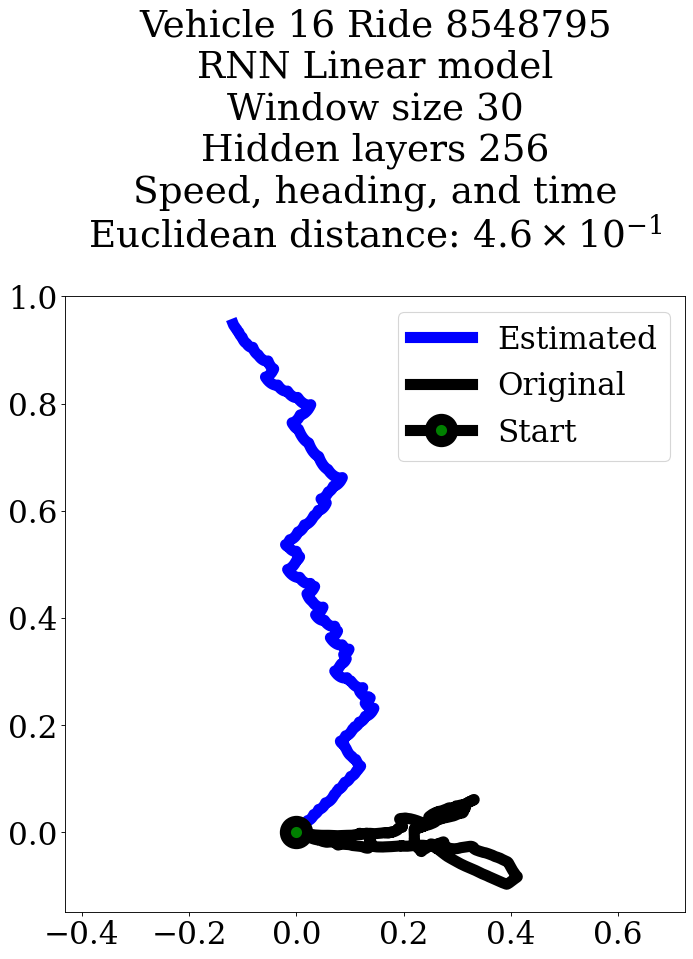 Vehicle 16 Ride 8548795
RNN Linear model
Window size 30
Hidden layers 256
Speed, heading, and time
Euclidean distance: 4.6 × 10⁻¹
1.0
0.8
0.6
0.4
0.2
0.0
Estimated
Original
Start
−0.4 −0.2 0.0 0.2 0.4 0.6